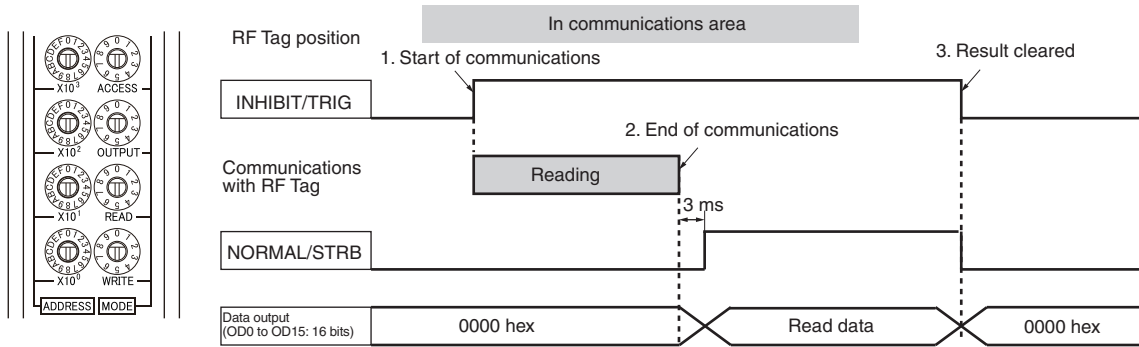 In communications area
RF Tag position
1. Start of communications
3. Result cleared
INHIBIT/TRIG
2. End of communications
Communications
with RF Tag
Reading
3 ms
NORMAL/STRB
Data output
(OD0 to OD15: 16 bits)
0000 hex
Read data
0000 hex
X10³
ACCESS
X10²
OUTPUT
X10¹
READ
X10⁰
WRITE
ADDRESS
MODE